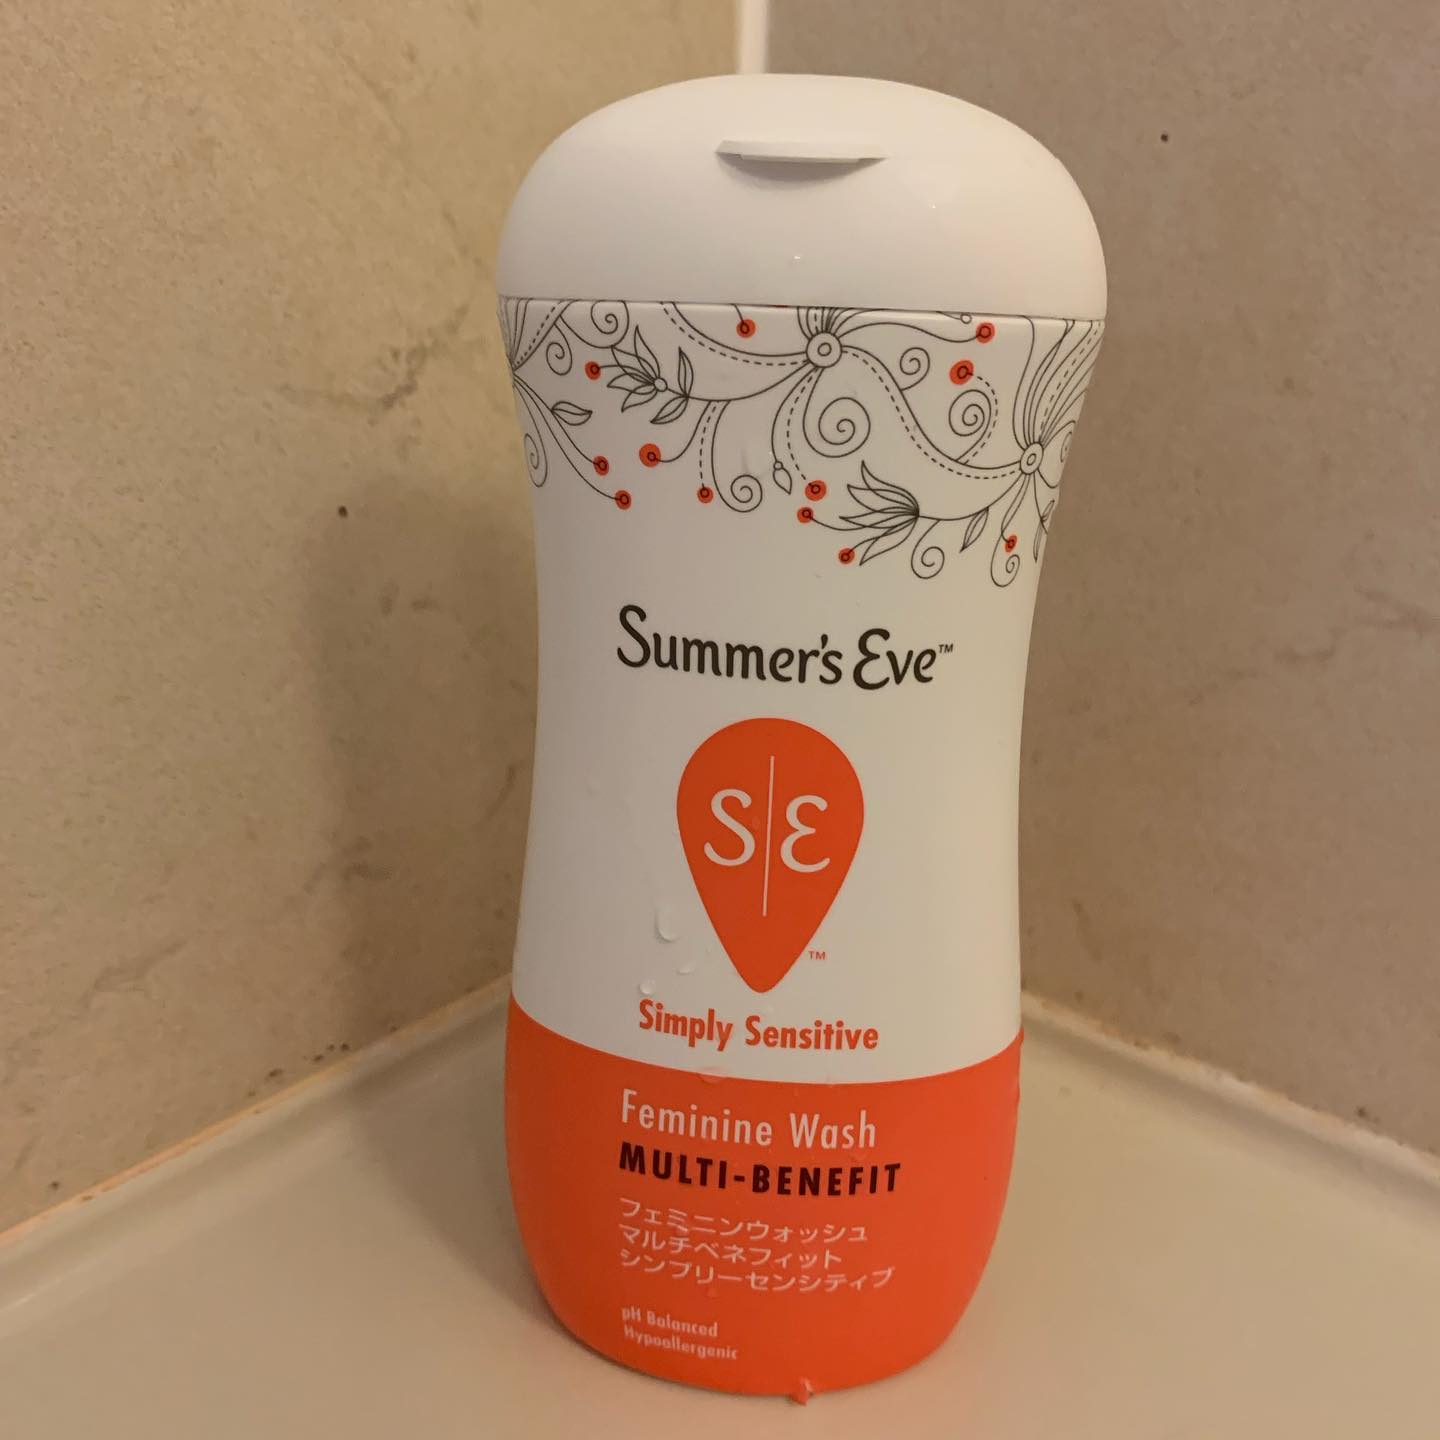 Summer's Eve™
S|E
™
Simply Sensitive
Feminine Wash
MULTI-BENEFIT
フェミニンウォッシュ
マルチベネフィット
シンプリーセンシティブ
pH Balanced
Hypoallergenic